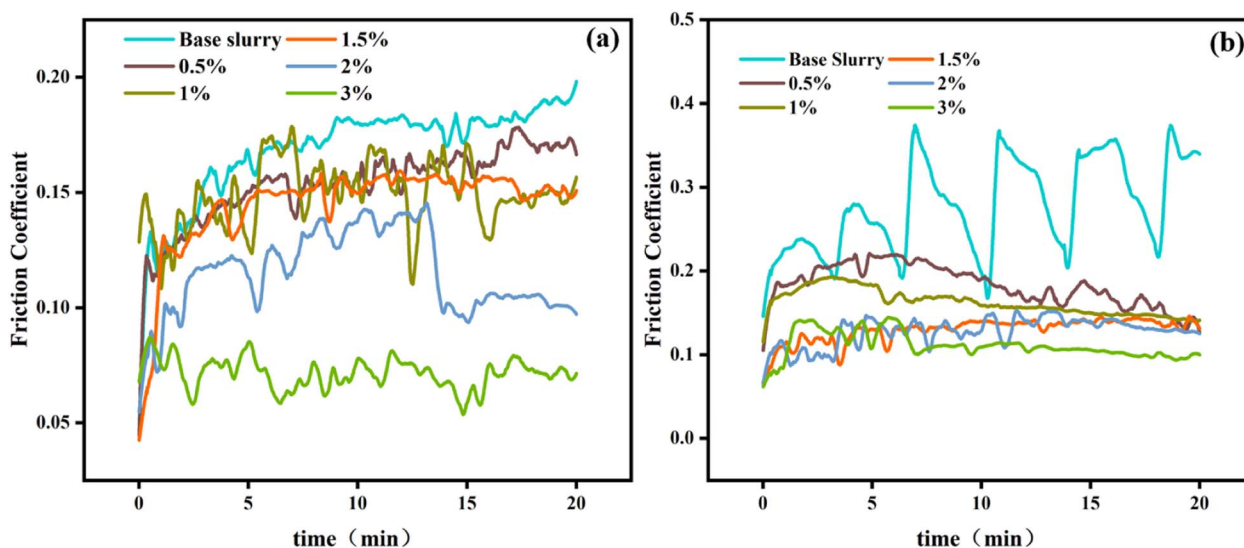 (a)
Base slurry 1.5%
0.5% 2%
1% 3%
Friction Coefficient
0.20
0.15
0.10
0.05
0 5 10 15 20
time（min）
(b)
Base Slurry 1.5%
0.5% 2%
1% 3%
Friction Coefficient
0.5
0.4
0.3
0.2
0.1
0.0
0 5 10 15 20
time（min）